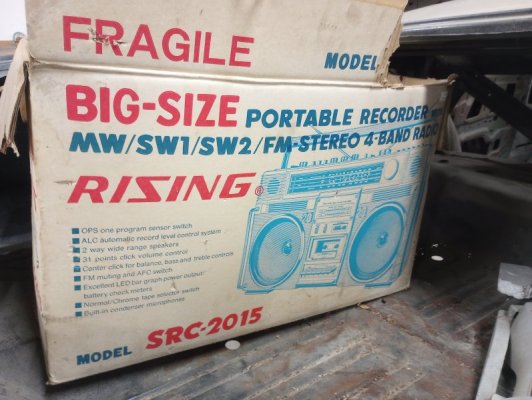 FRAGILE
MODEL
BIG-SIZE PORTABLE RECORDER
MW/SW1/SW2/FM-STEREO 4-BAND RADIO
RISING®
OPS one program sensor switch
ALC automatic record level control system
2 way wide range speakers
31 points click volume control
Center click for balance, bass and treble controls
FM muting and AFC switch
Excellent LED bar graph power output/
battery check meters
Normal/Chrome tape selector switch
Built-in condenser microphones
MODEL SRC-2015